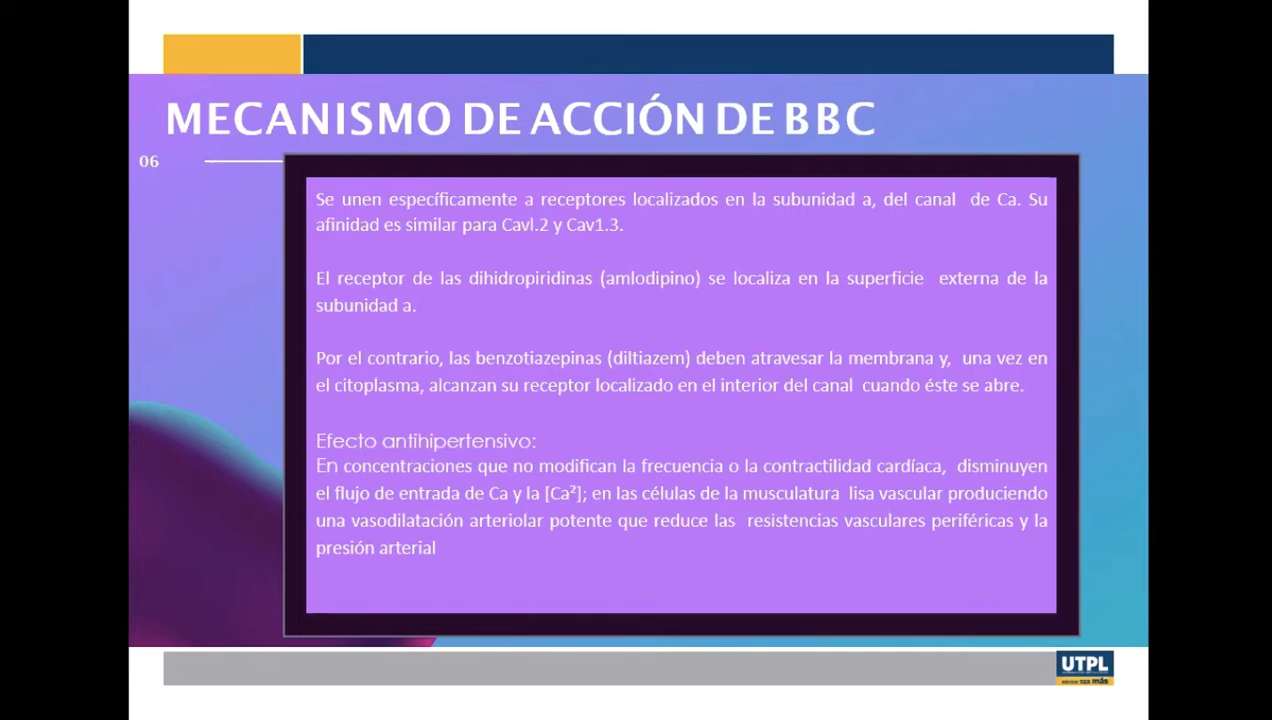 MECANISMO DE ACCIÓN DE BBC
06
Se unen específicamente a receptores localizados en la subunidad a, del canal de Ca. Su
afinidad es similar para Cavl.2 y Cav1.3.
El receptor de las dihidropiridinas (amlodipino) se localiza en la superficie externa de la
subunidad a.
Por el contrario, las benzotiazepinas (diltiazem) deben atravesar la membrana y, una vez en
el citoplasma, alcanzan su receptor localizado en el interior del canal cuando éste se abre.
Efecto antihipertensivo:
En concentraciones que no modifican la frecuencia o la contractilidad cardíaca, disminuyen
el flujo de entrada de Ca y la [Ca²]; en las células de la musculatura lisa vascular produciendo
una vasodilatación arteriolar potente que reduce las resistencias vasculares periféricas y la
presión arterial
UTPL
más